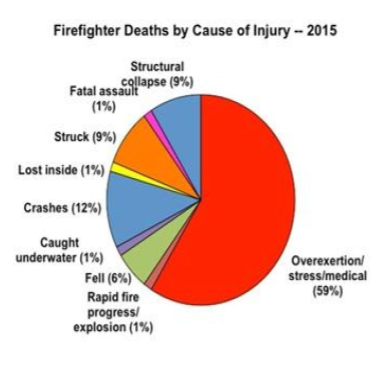 Firefighter Deaths by Cause of Injury -- 2015
Structural
collapse (9%)
Fatal assault
(1%)
Struck (9%)
Lost inside (1%)
Crashes (12%)
Caught
underwater (1%)
Fell (6%)
Rapid fire
progress/
explosion (1%)
Overexertion/
stress/medical
(59%)